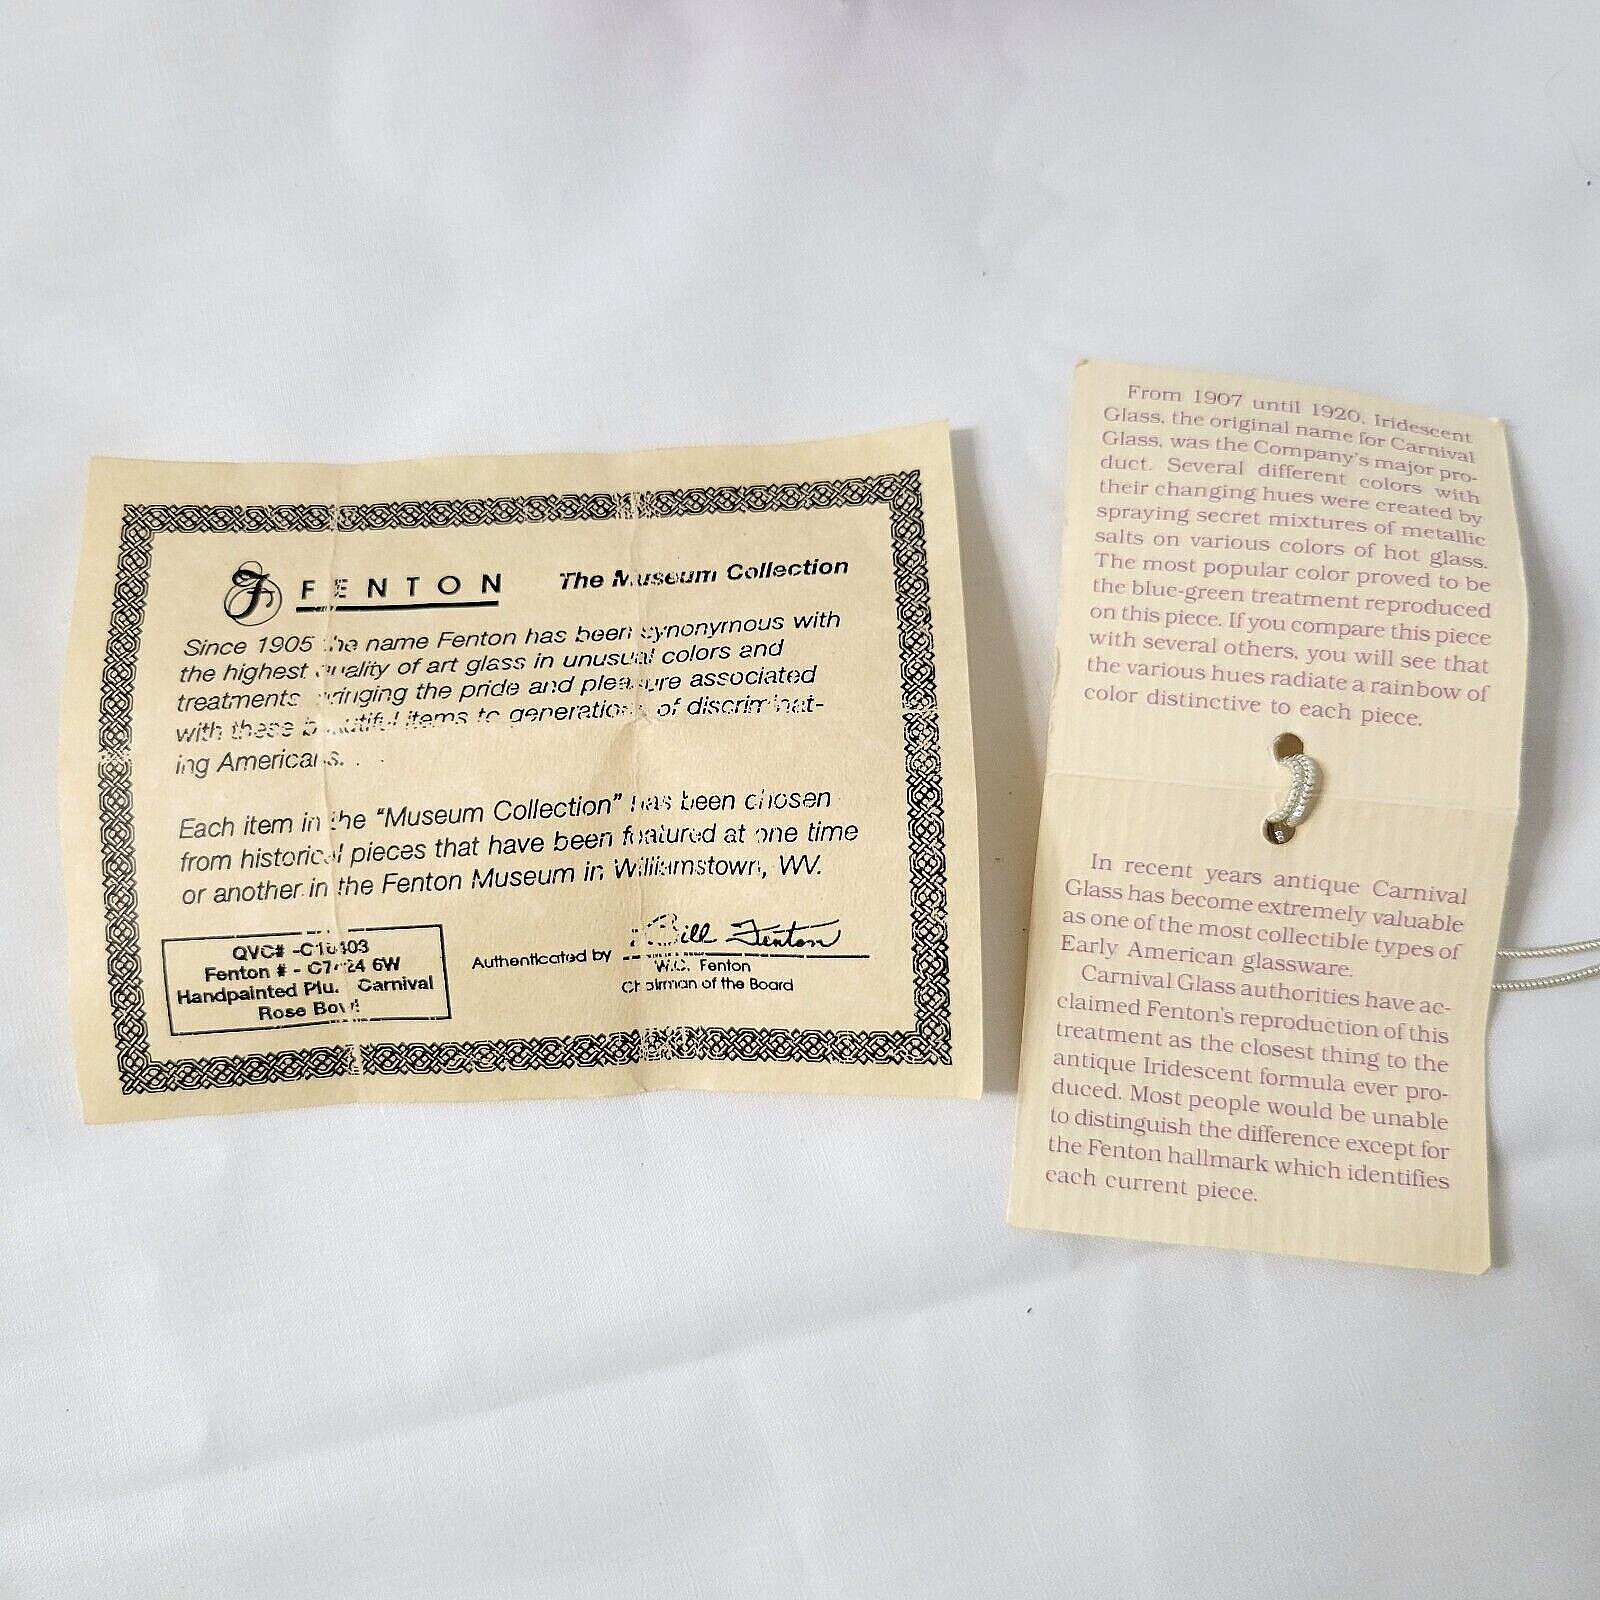 FENTON The Museum Collection
Since 1905 the name Fenton has been synonymous with
the highest quality of art glass in unusual colors and
treatments bringing the pride and pleasure associated
with these beautiful items to generations of discriminat-
ing Americans. . .
Each item in the "Museum Collection" has been chosen
from historical pieces that have been featured at one time
or another in the Fenton Museum in Williamstown, WV.
QVC# -
Fenton # - 6W
Handpainted Carnival
Rose Bowl
Authenticated by Bill Fenton
W.C. Fenton
Chairman of the Board
From 1907 until 1920, Iridescent
Glass, the original name for Carnival
Glass, was the Company's major pro-
duct. Several different colors with
their changing hues were created by
spraying secret mixtures of metallic
salts on various colors of hot glass.
The most popular color proved to be
the blue-green treatment reproduced
on this piece. If you compare this piece
with several others, you will see that
the various hues radiate a rainbow of
color distinctive to each piece.
In recent years antique Carnival
Glass has become extremely valuable
as one of the most collectible types of
Early American glassware.
Carnival Glass authorities have ac-
claimed Fenton's reproduction of this
treatment as the closest thing to the
antique Iridescent formula ever pro-
duced. Most people would be unable
to distinguish the difference except for
the Fenton hallmark which identifies
each current piece.